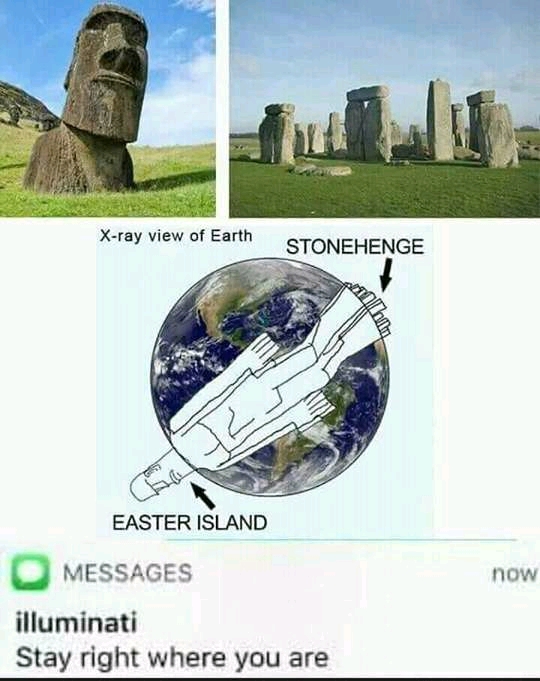 X-ray view of Earth
STONEHENGE
EASTER ISLAND
MESSAGES
now
illuminati
Stay right where you are